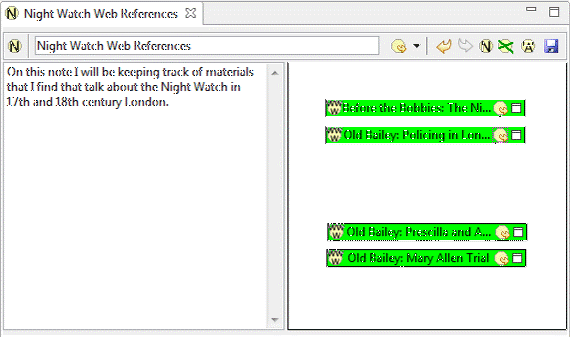 Night Watch Web References
Night Watch Web References
On this note I will be keeping track of materials
that I find that talk about the Night Watch in
17th and 18th century London.
Before the Bobbies: The Ni...
Old Bailey: Policing in Lon...
Old Bailey: Prescilla and A...
Old Bailey: Mary Allen Trial